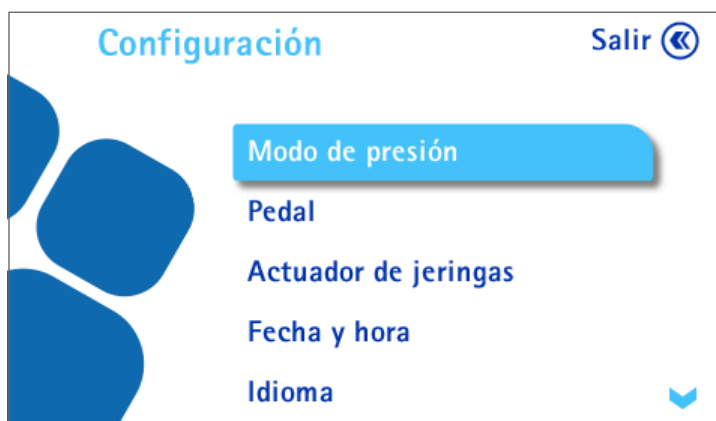 Configuración
Salir
Modo de presión
Pedal
Actuador de jeringas
Fecha y hora
Idioma